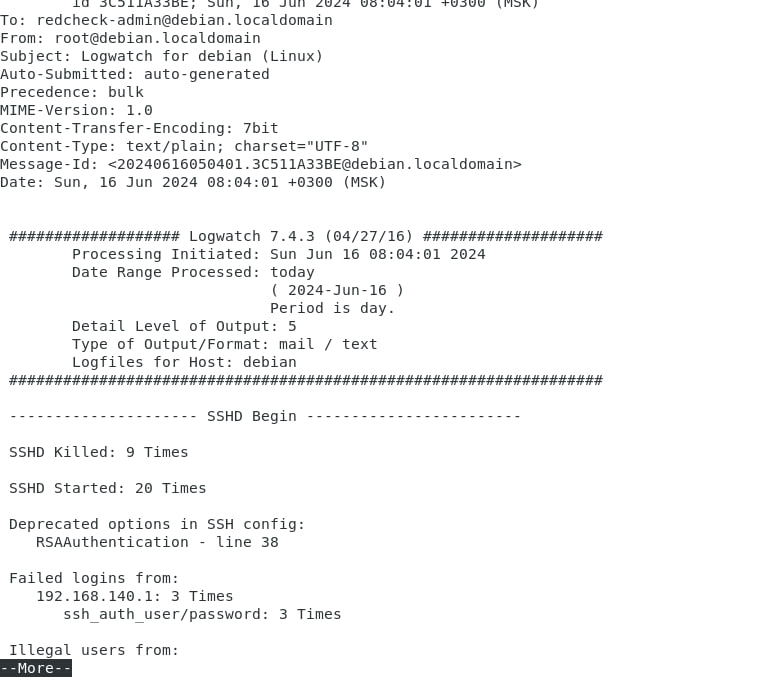 id 3C511A33BE; Sun, 16 Jun 2024 08:04:01 +0300 (MSK)
To: redcheck-admin@debian.localdomain
From: root@debian.localdomain
Subject: Logwatch for debian (Linux)
Auto-Submitted: auto-generated
Precedence: bulk
MIME-Version: 1.0
Content-Transfer-Encoding: 7bit
Content-Type: text/plain; charset="UTF-8"
Message-Id: <20240616050401.3C511A33BE@debian.localdomain>
Date: Sun, 16 Jun 2024 08:04:01 +0300 (MSK)
################### Logwatch 7.4.3 (04/27/16) ####################
Processing Initiated: Sun Jun 16 08:04:01 2024
Date Range Processed: today
( 2024-Jun-16 )
Period is day.
Detail Level of Output: 5
Type of Output/Format: mail / text
Logfiles for Host: debian
##################################################################
--------------------- SSHD Begin ------------------------
SSHD Killed: 9 Times
SSHD Started: 20 Times
Deprecated options in SSH config:
RSAAuthentication - line 38
Failed logins from:
192.168.140.1: 3 Times
ssh_auth_user/password: 3 Times
Illegal users from:
--More--